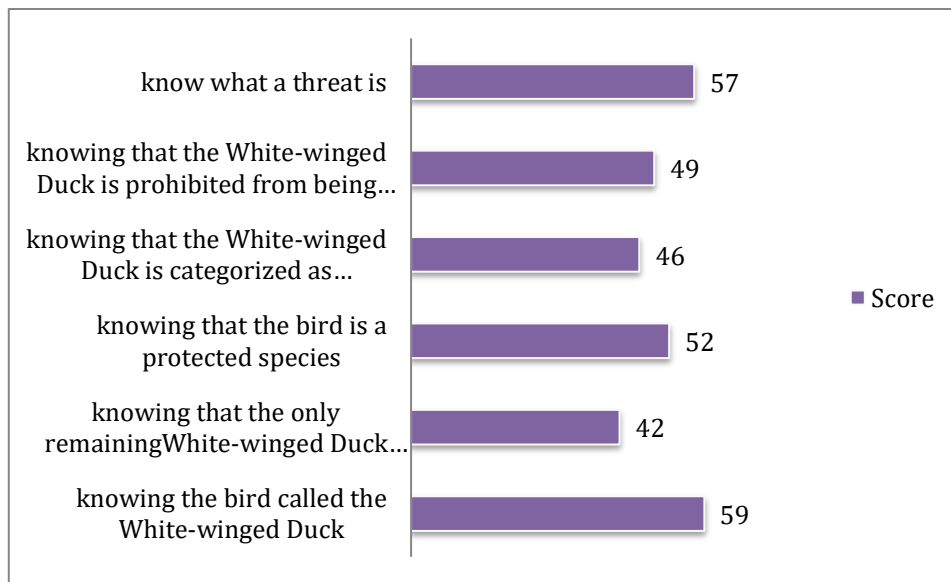 know what a threat is
57
knowing that the White-winged
Duck is prohibited from being...
49
knowing that the White-winged
Duck is categorized as...
46
knowing that the bird is a
protected species
52
knowing that the only
remainingWhite-winged Duck...
42
knowing the bird called the
White-winged Duck
59
Score